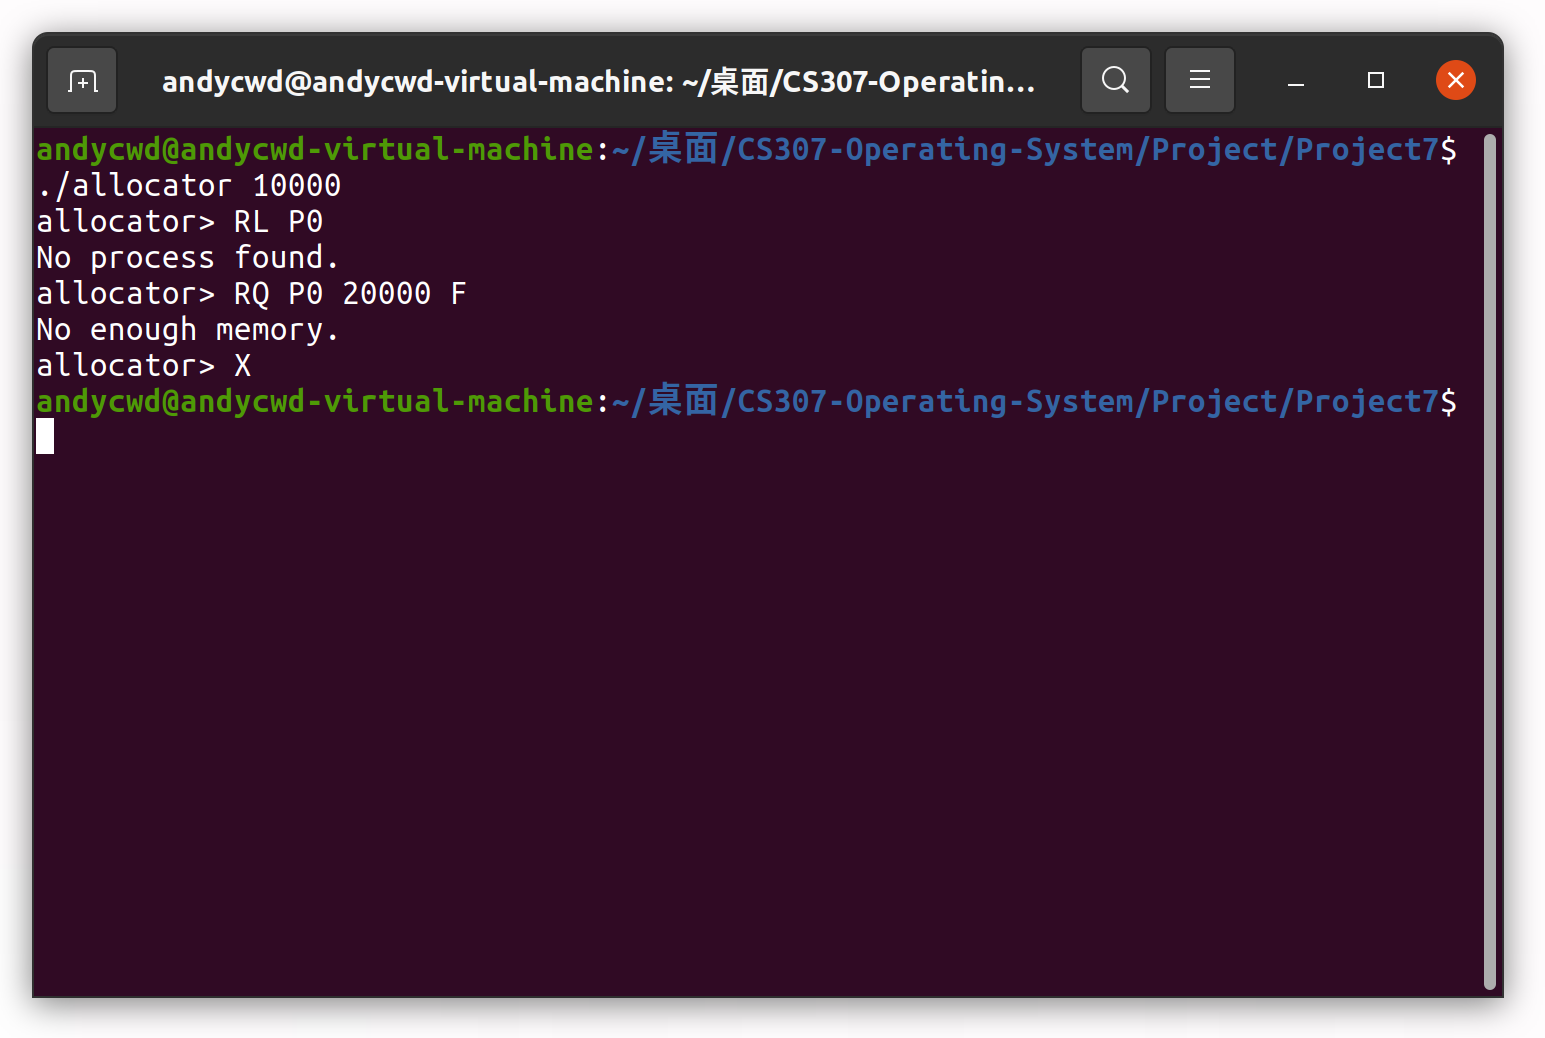 andycwd@andycwd-virtual-machine: ~/桌面/CS307-Operatin...
andycwd@andycwd-virtual-machine:~/桌面/CS307-Operating-System/Project/Project7$
./allocator 10000
allocator> RL P0
No process found.
allocator> RQ P0 20000 F
No enough memory.
allocator> X
andycwd@andycwd-virtual-machine:~/桌面/CS307-Operating-System/Project/Project7$